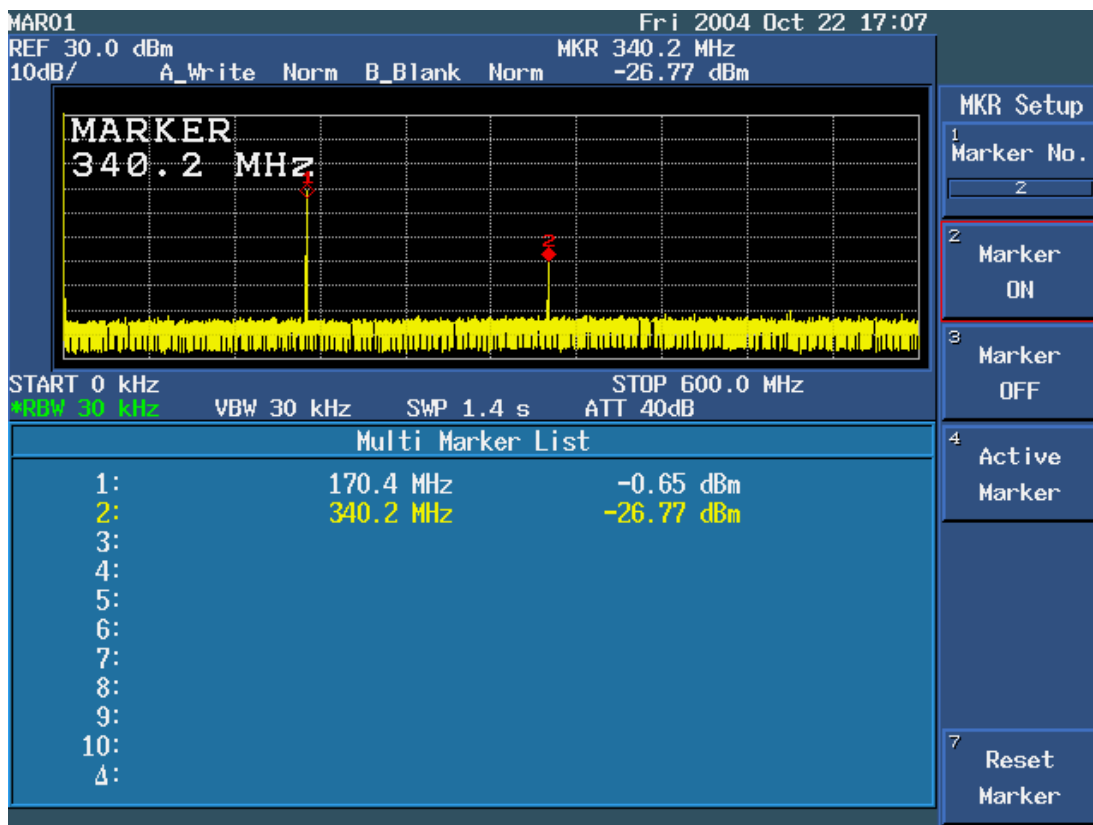 MAR01 Fri 2004 Oct 22 17:07
REF 30.0 dBm MKR 340.2 MHz
10dB/ A_Write Norm B_Blank Norm -26.77 dBm
MARKER
340.2 MHz
1
2
START 0 kHz STOP 600.0 MHz
*RBW 30 kHz VBW 30 kHz SWP 1.4 s ATT 40dB
Multi Marker List
1: 170.4 MHz -0.65 dBm
2: 340.2 MHz -26.77 dBm
3:
4:
5:
6:
7:
8:
9:
10:
Δ:
MKR Setup
1
Marker No.
2
2
Marker
ON
3
Marker
OFF
4
Active
Marker
7
Reset
Marker